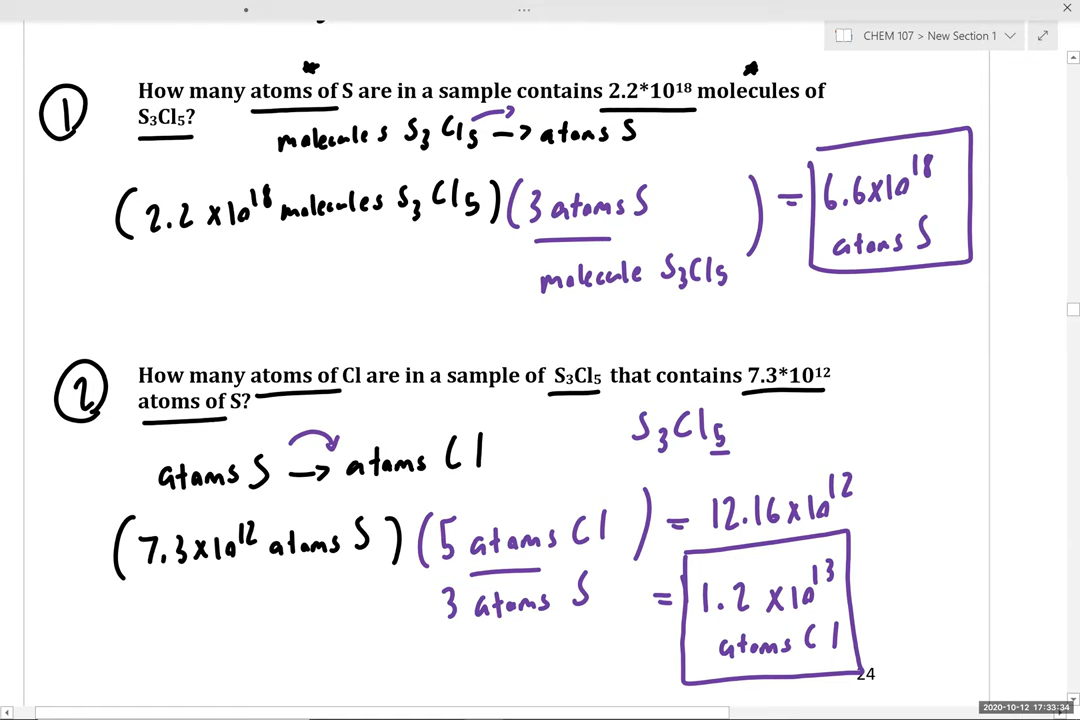 CHEM 107 > New Section 1
① How many atoms of S are in a sample contains 2.2*10¹⁸ molecules of
S₃Cl₅?
molecules S₃Cl₅ → atoms S
(2.2 x10¹⁸ molecules S₃Cl₅) (3 atoms S
molecule S₃Cl₅) = 6.6x10¹⁸
atoms S
② How many atoms of Cl are in a sample of S₃Cl₅ that contains 7.3*10¹²
atoms of S?
S₃Cl₅
atoms S → atoms Cl
(7.3x10¹² atoms S) (5 atoms Cl
3 atoms S) = 12.16x10¹²
= 1.2 x10¹³
atoms Cl
24
2020-10-12 17:33:34